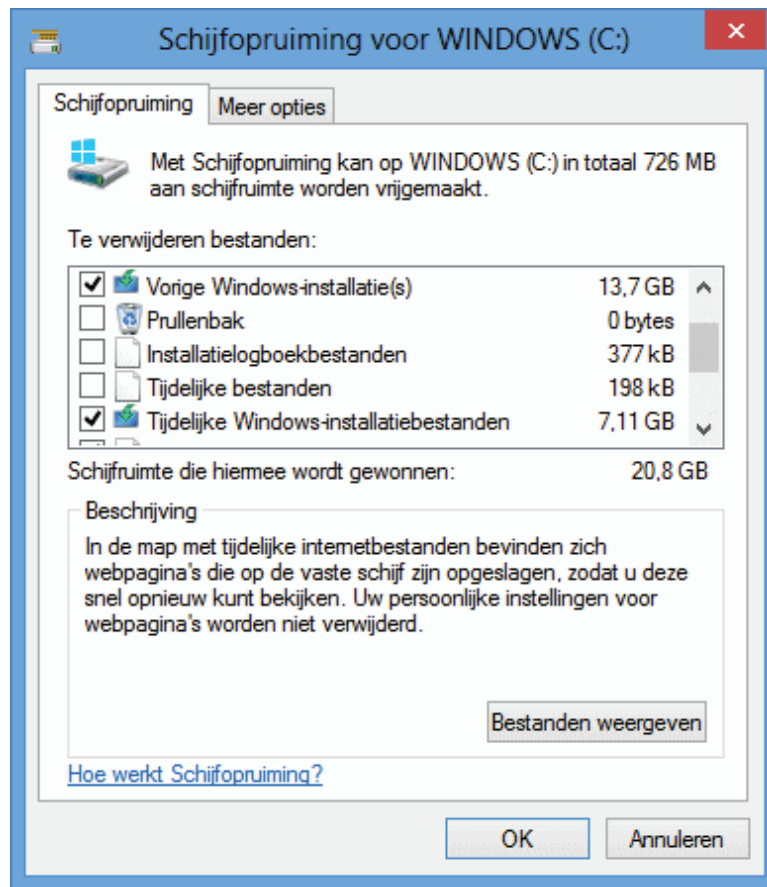 Schijfopruiming voor WINDOWS (C:)
Schijfopruiming
Meer opties
Met Schijfopruiming kan op WINDOWS (C:) in totaal 726 MB
aan schijfruimte worden vrijgemaakt.
Te verwijderen bestanden:
Vorige Windows-installatie(s) 13,7 GB
Prullenbak 0 bytes
Installatielogboekbestanden 377 kB
Tijdelijke bestanden 198 kB
Tijdelijke Windows-installatiebestanden 7,11 GB
Schijfruimte die hiermee wordt gewonnen: 20,8 GB
Beschrijving
In de map met tijdelijke internetbestanden bevinden zich
webpagina's die op de vaste schijf zijn opgeslagen, zodat u deze
snel opnieuw kunt bekijken. Uw persoonlijke instellingen voor
webpagina's worden niet verwijderd.
Bestanden weergeven
Hoe werkt Schijfopruiming?
OK
Annuleren